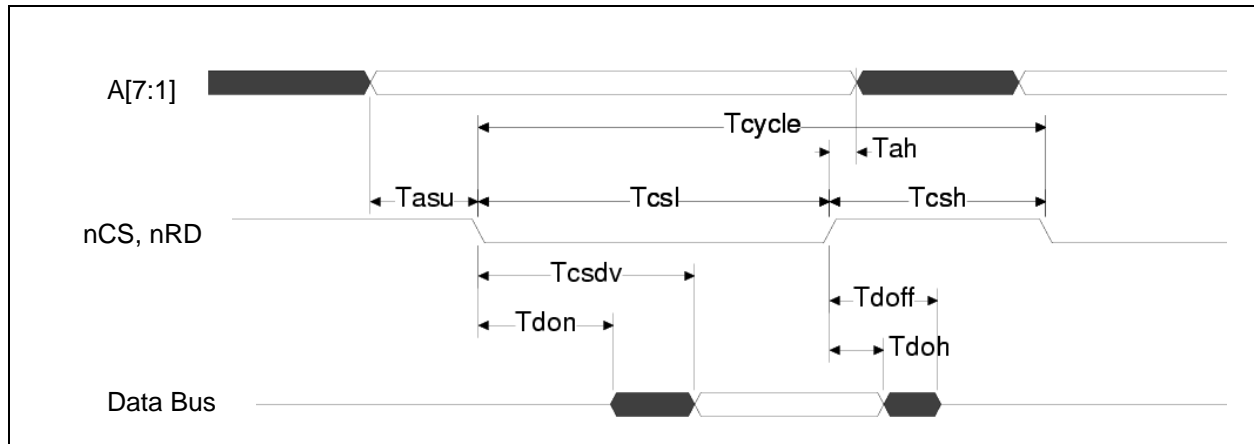 A[7:1]
Tcycle
Tah
Tasu
Tcsl
Tcsh
nCS, nRD
Tcsdv
Tdoff
Tdon
Tdoh
Data Bus